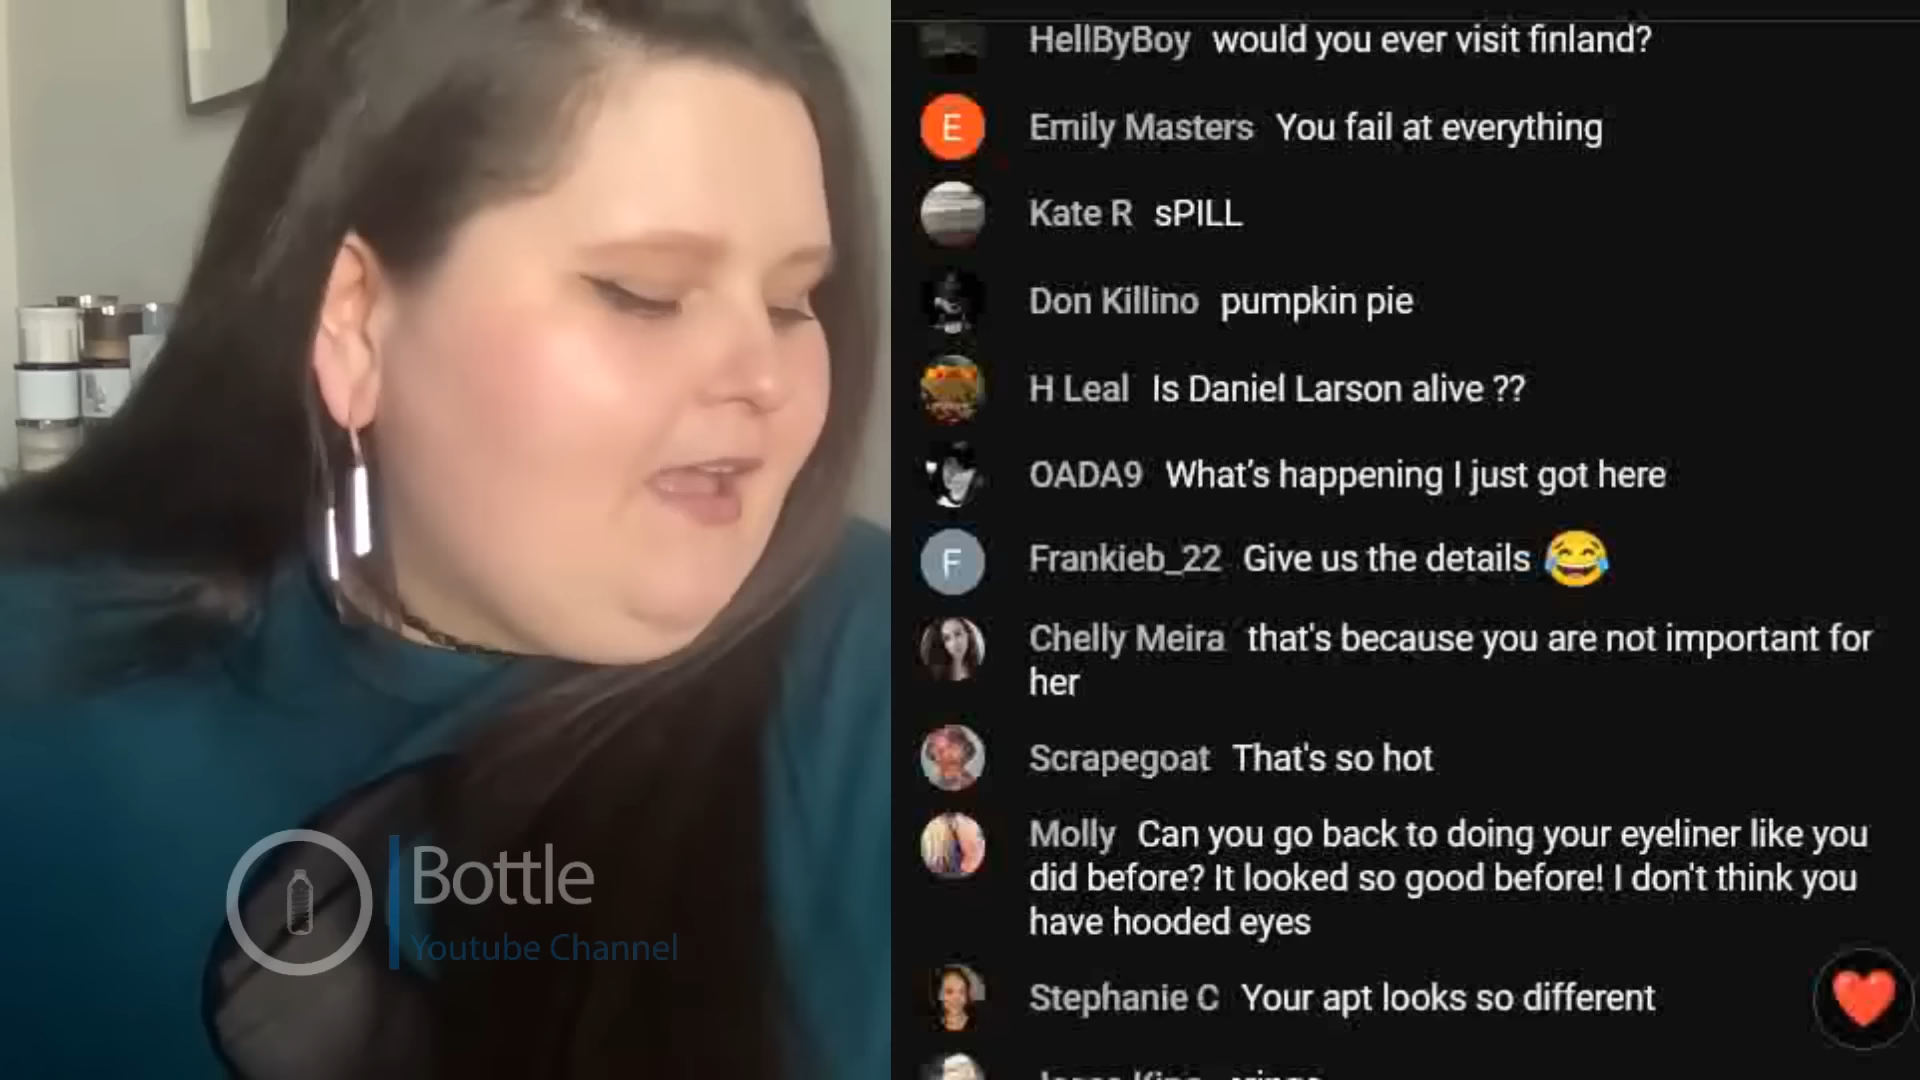 HellByBoy would you ever visit finland?
E Emily Masters You fail at everything
Kate R sPILL
Don Killino pumpkin pie
H Leal Is Daniel Larson alive ??
OADA9 What's happening I just got here
F Frankieb_22 Give us the details 😂
Chelly Meira that's because you are not important for
her
Scrapegoat That's so hot
Molly Can you go back to doing your eyeliner like you
did before? It looked so good before! I don't think you
have hooded eyes
Stephanie C Your apt looks so different
Bottle
Youtube Channel